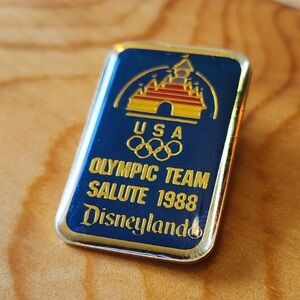 USA
OLYMPIC TEAM
SALUTE 1988
Disneyland®